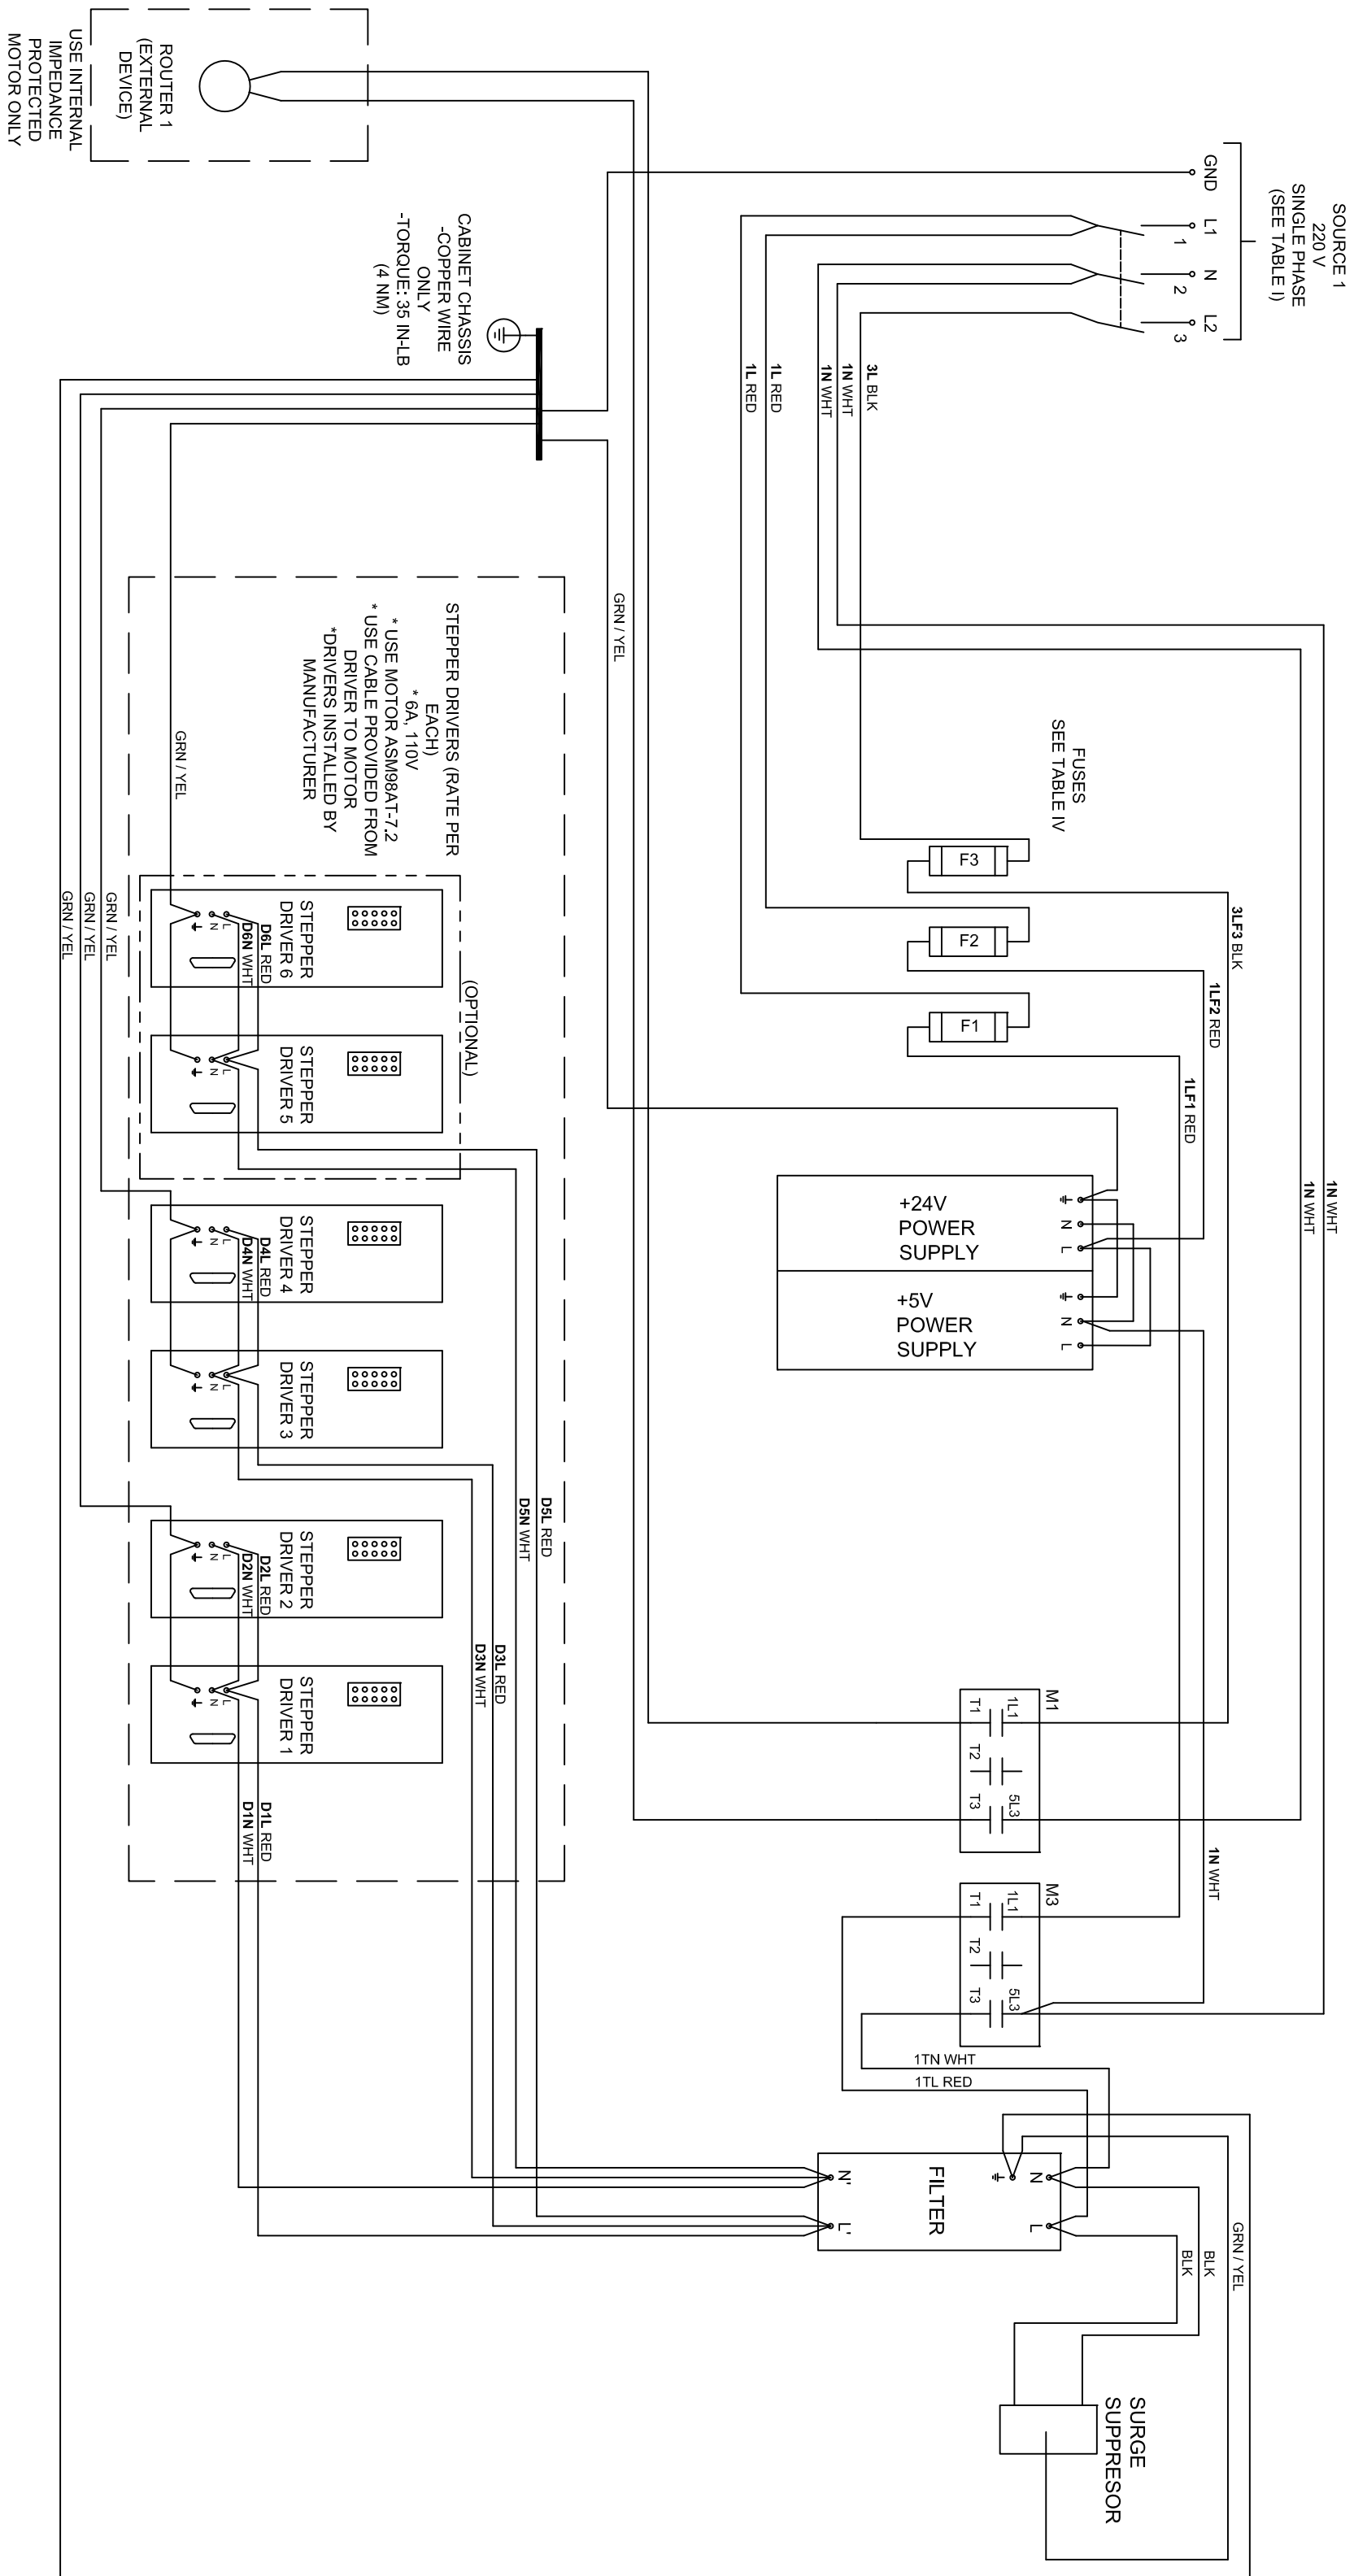 SOURCE 1
220 V
SINGLE PHASE
(SEE TABLE I)
GND
L1
N
L2
1
2
3
3L BLK
1N WHT
1N WHT
1L RED
1L RED
ROUTER 1
(EXTERNAL
DEVICE)
USE INTERNAL
IMPEDANCE
PROTECTED
MOTOR ONLY
CABINET CHASSIS
-COPPER WIRE
ONLY
-TORQUE: 35 IN-LB
(4 NM)
GRN / YEL
FUSES
SEE TABLE IV
F3
F2
F1
3LF3 BLK
1LF2 RED
1LF1 RED
1N WHT
1N WHT
+24V
POWER
SUPPLY
N
L
+5V
POWER
SUPPLY
N
L
STEPPER DRIVERS (RATE PER
EACH)
* 6A, 110V
* USE MOTOR ASM98AT-7.2
* USE CABLE PROVIDED FROM
DRIVER TO MOTOR
*DRIVERS INSTALLED BY
MANUFACTURER
GRN / YEL
GRN / YEL
GRN / YEL
GRN / YEL
(OPTIONAL)
STEPPER
DRIVER 6
D6L RED
D6N WHT
L
N
STEPPER
DRIVER 5
L
N
STEPPER
DRIVER 4
D4L RED
D4N WHT
L
N
STEPPER
DRIVER 3
L
N
STEPPER
DRIVER 2
D2L RED
D2N WHT
L
N
STEPPER
DRIVER 1
L
N
D5L RED
D5N WHT
D3L RED
D3N WHT
D1L RED
D1N WHT
M1
1L1
T1
T2
5L3
T3
1N WHT
M3
1L1
T1
T2
5L3
T3
1TN WHT
1TL RED
FILTER
N
L
N'
L'
GRN / YEL
BLK
BLK
SURGE
SUPPRESOR